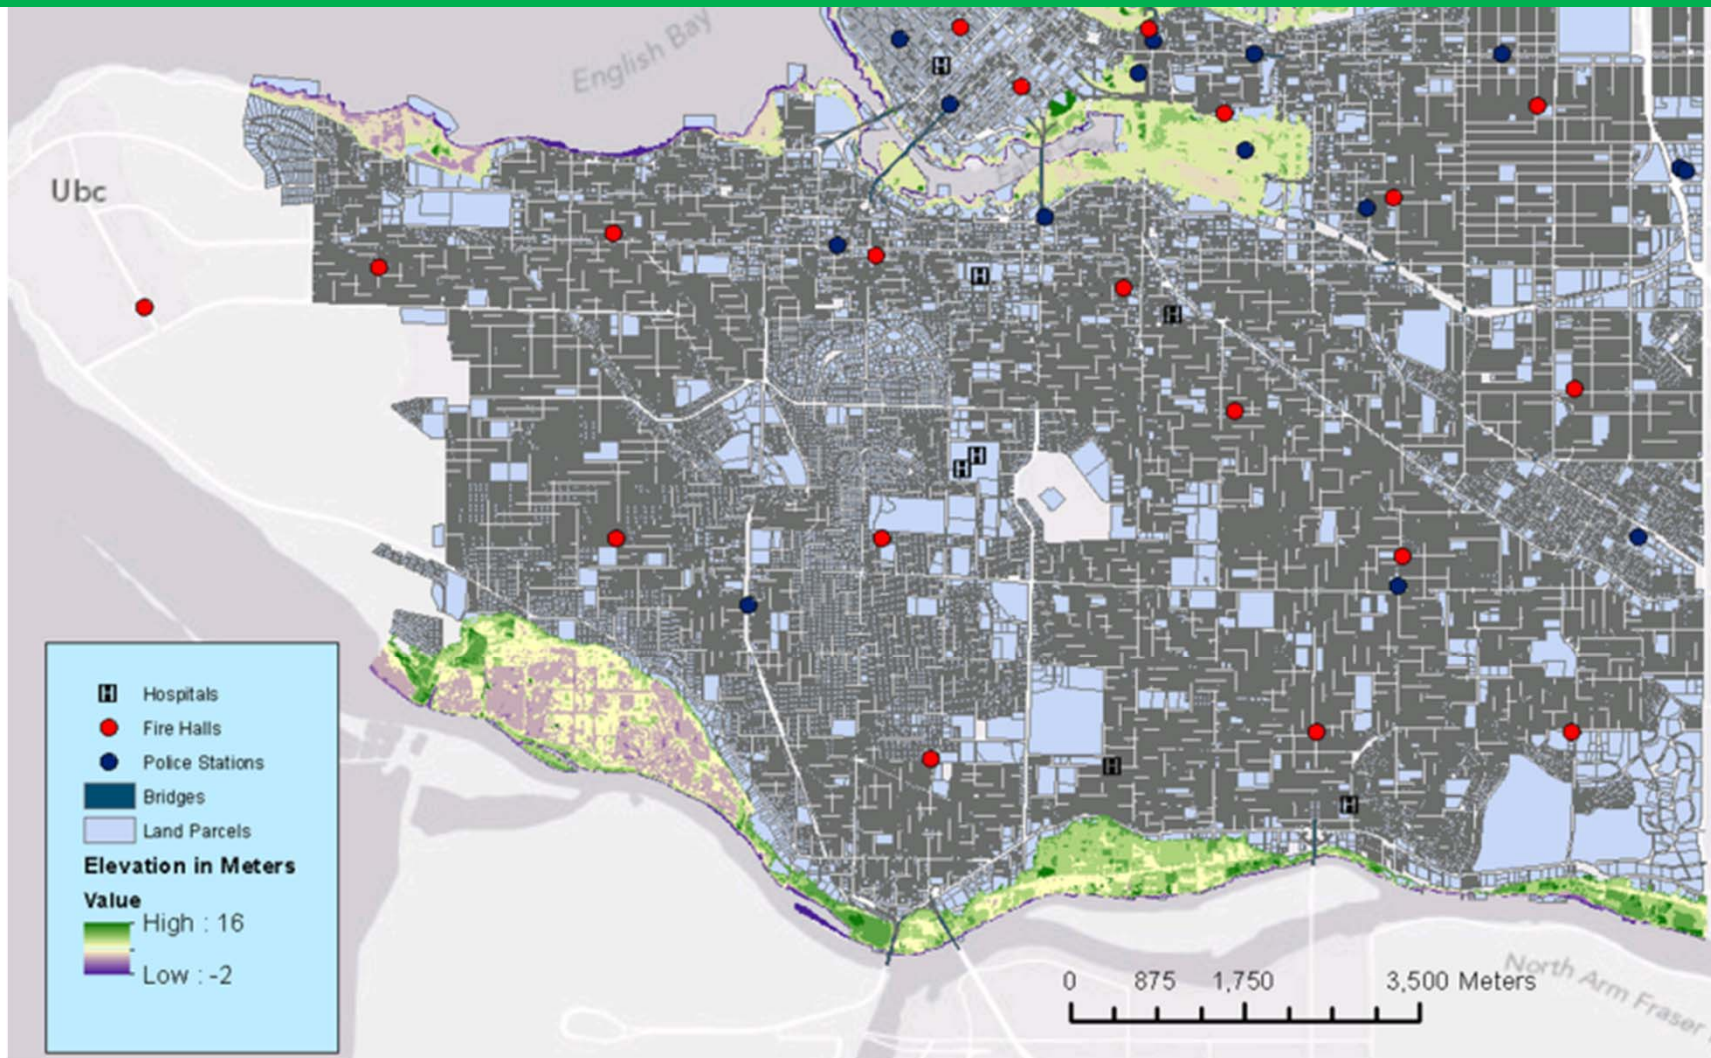 English Bay
Ubc
H Hospitals
Fire Halls
Police Stations
Bridges
Land Parcels
Elevation in Meters
Value
High : 16
Low : -2
0 875 1,750 3,500 Meters
North Arm Fraser
H
H
H
H
H
H
H